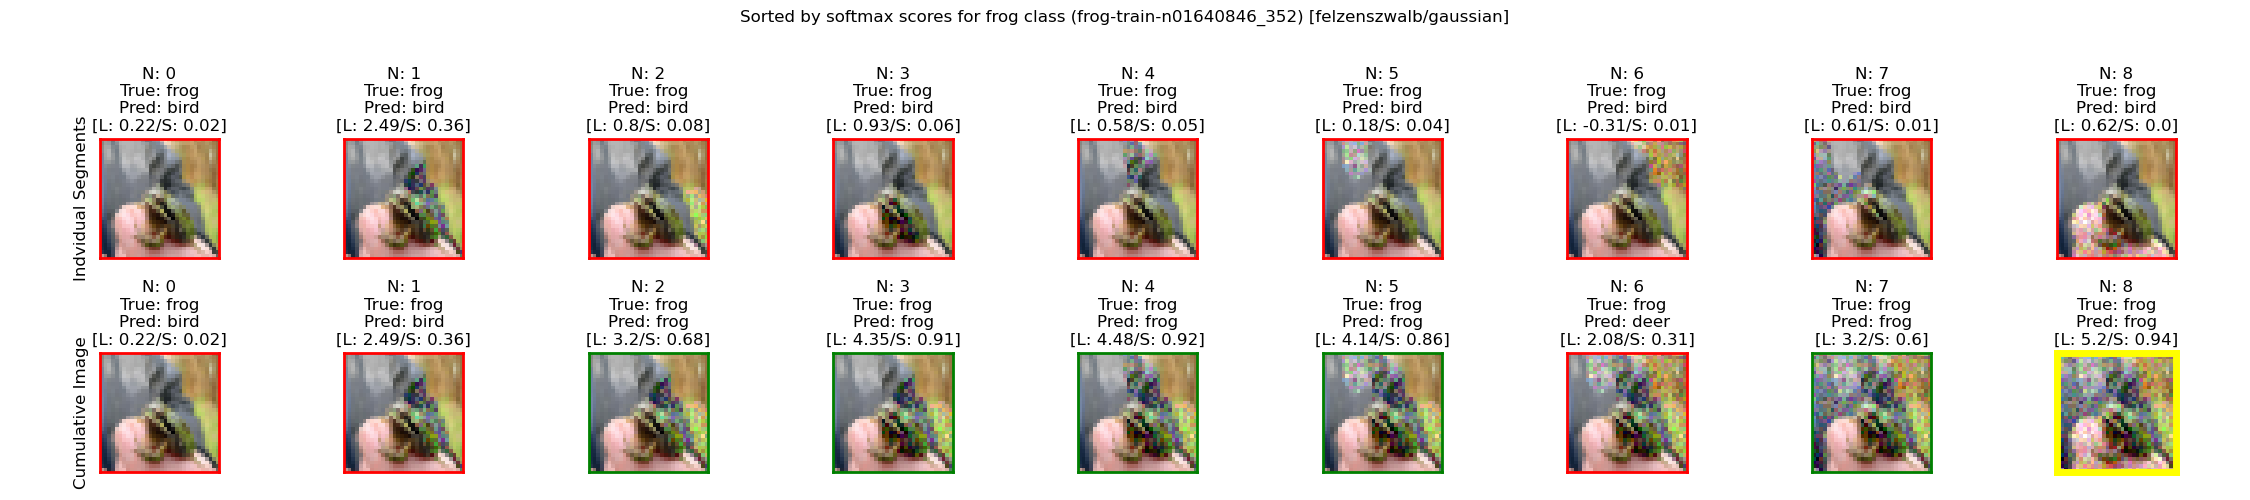 Sorted by softmax scores for frog class (frog-train-n01640846_352) [felzenszwalb/gaussian]
Indvidual Segments
N: 0
True: frog
Pred: bird
[L: 0.22/S: 0.02]
N: 1
True: frog
Pred: bird
[L: 2.49/S: 0.36]
N: 2
True: frog
Pred: bird
[L: 0.8/S: 0.08]
N: 3
True: frog
Pred: bird
[L: 0.93/S: 0.06]
N: 4
True: frog
Pred: bird
[L: 0.58/S: 0.05]
N: 5
True: frog
Pred: bird
[L: 0.18/S: 0.04]
N: 6
True: frog
Pred: bird
[L: -0.31/S: 0.01]
N: 7
True: frog
Pred: bird
[L: 0.61/S: 0.01]
N: 8
True: frog
Pred: bird
[L: 0.62/S: 0.0]
Cumulative Image
N: 0
True: frog
Pred: bird
[L: 0.22/S: 0.02]
N: 1
True: frog
Pred: bird
[L: 2.49/S: 0.36]
N: 2
True: frog
Pred: frog
[L: 3.2/S: 0.68]
N: 3
True: frog
Pred: frog
[L: 4.35/S: 0.91]
N: 4
True: frog
Pred: frog
[L: 4.48/S: 0.92]
N: 5
True: frog
Pred: frog
[L: 4.14/S: 0.86]
N: 6
True: frog
Pred: deer
[L: 2.08/S: 0.31]
N: 7
True: frog
Pred: frog
[L: 3.2/S: 0.6]
N: 8
True: frog
Pred: frog
[L: 5.2/S: 0.94]